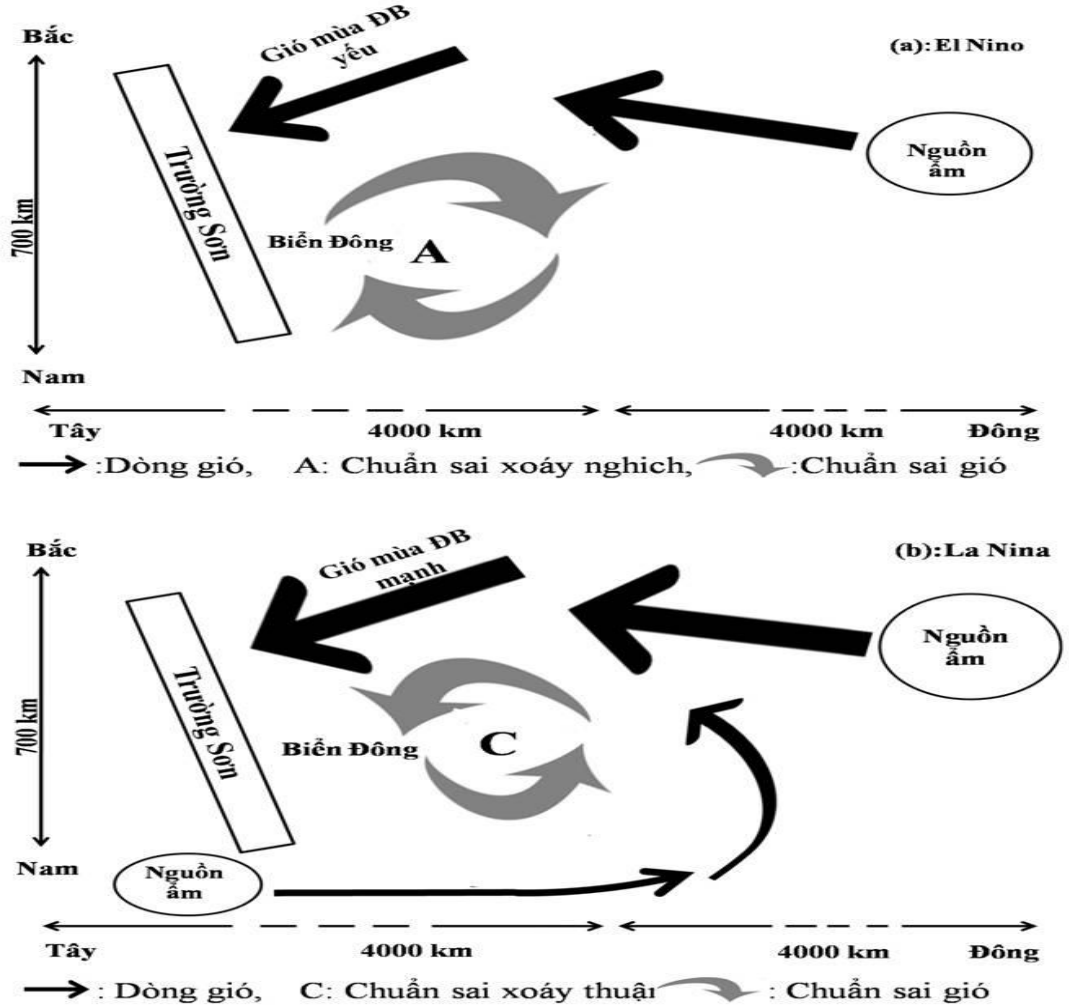 Bắc
Gió mùa ĐB
yếu
(a):El Nino
Nguồn
ẩm
Trường Sơn
700 km
Biển Đông
A
Nam
Tây
4000 km
4000 km
Đông
:Dòng gió, A: Chuẩn sai xoáy nghich, :Chuẩn sai gió
Bắc
Gió mùa ĐB
mạnh
(b):La Nina
Nguồn
ẩm
Trường Sơn
700 km
Biển Đông
C
Nam
Nguồn
ẩm
Tây
4000 km
4000 km
Đông
: Dòng gió, C: Chuẩn sai xoáy thuận : Chuẩn sai gió